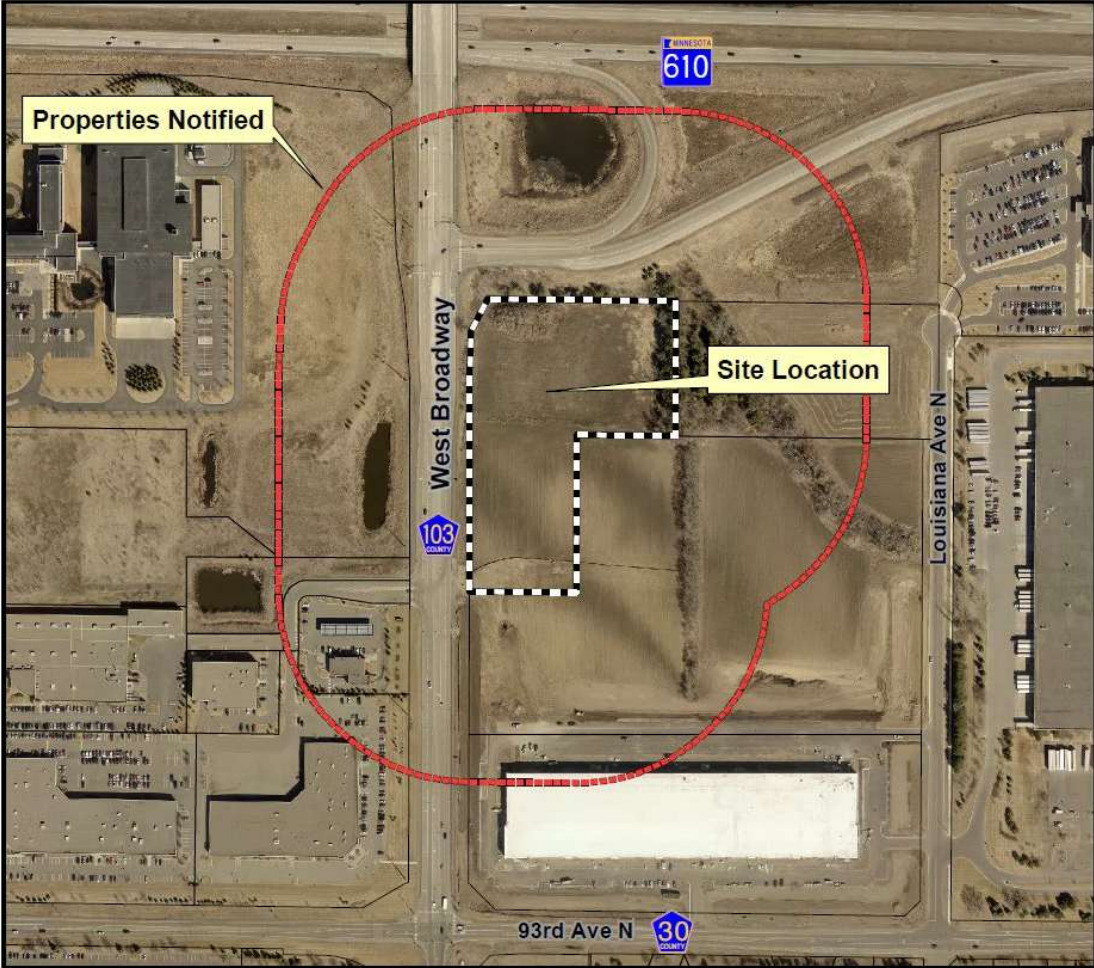 MINNESOTA
610
Properties Notified
West Broadway
Site Location
Louisiana Ave N
103
COUNTY
93rd Ave N
30
COUNTY